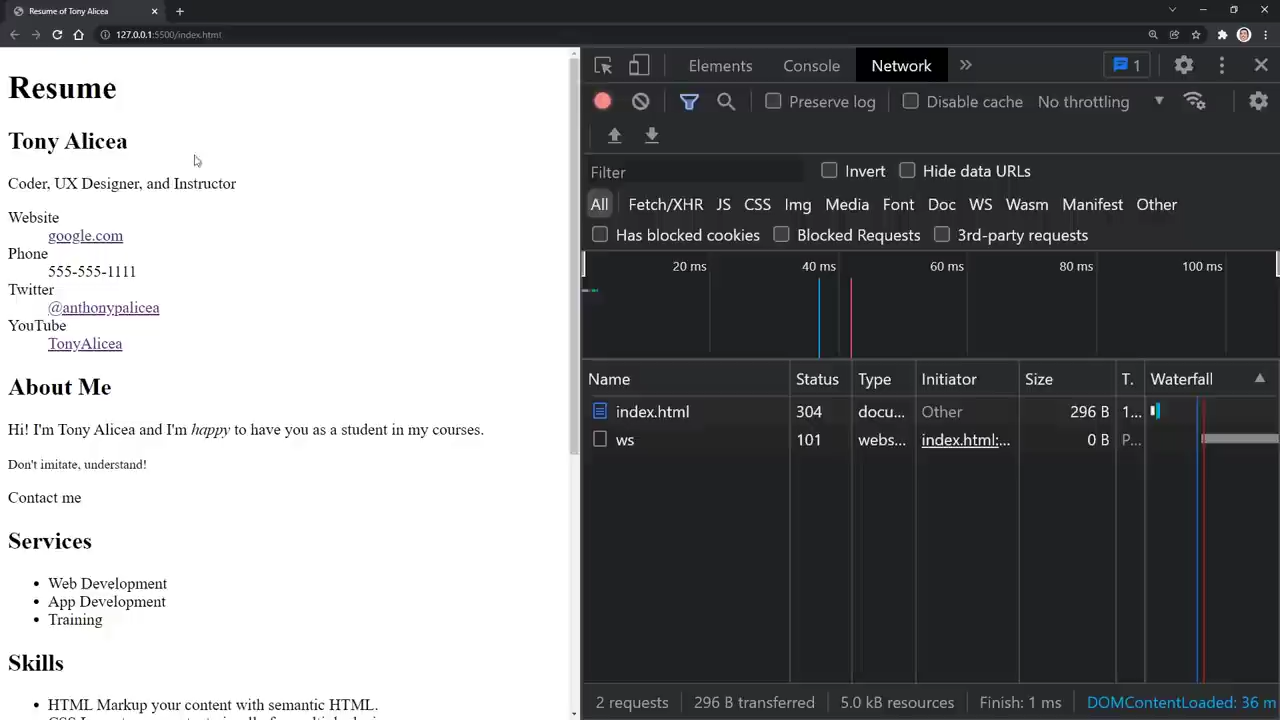 Resume of Tony Alicea
127.0.0.1:5500/index.html
Resume
Tony Alicea
Coder, UX Designer, and Instructor
Website
google.com
Phone
555-555-1111
Twitter
@anthonypalicea
YouTube
TonyAlicea
About Me
Hi! I'm Tony Alicea and I'm happy to have you as a student in my courses.
Don't imitate, understand!
Contact me
Services
Web Development
App Development
Training
Skills
HTML Markup your content with semantic HTML.
Elements Console Network 1
Preserve log Disable cache No throttling
Filter Invert Hide data URLs
All Fetch/XHR JS CSS Img Media Font Doc WS Wasm Manifest Other
Has blocked cookies Blocked Requests 3rd-party requests
20 ms 40 ms 60 ms 80 ms 100 ms
Name Status Type Initiator Size T. Waterfall
index.html 304 docu... Other 296 B 1...
ws 101 webs... index.html:... 0 B P...
2 requests 296 B transferred 5.0 kB resources Finish: 1 ms DOMContentLoaded: 36 m